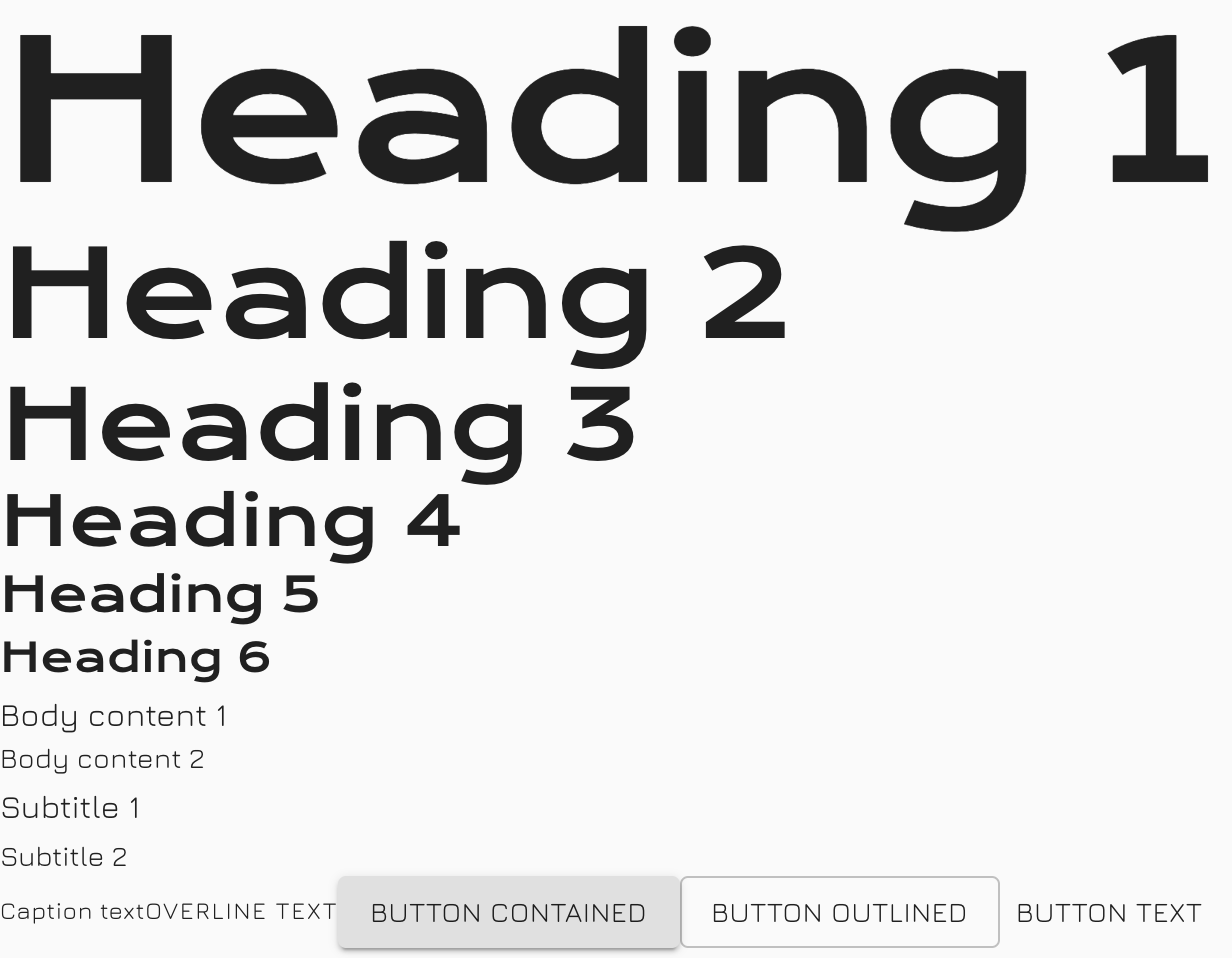 Heading 1
Heading 2
Heading 3
Heading 4
Heading 5
Heading 6
Body content 1
Body content 2
Subtitle 1
Subtitle 2
Caption textOVERLINE TEXT BUTTON CONTAINED BUTTON OUTLINED BUTTON TEXT